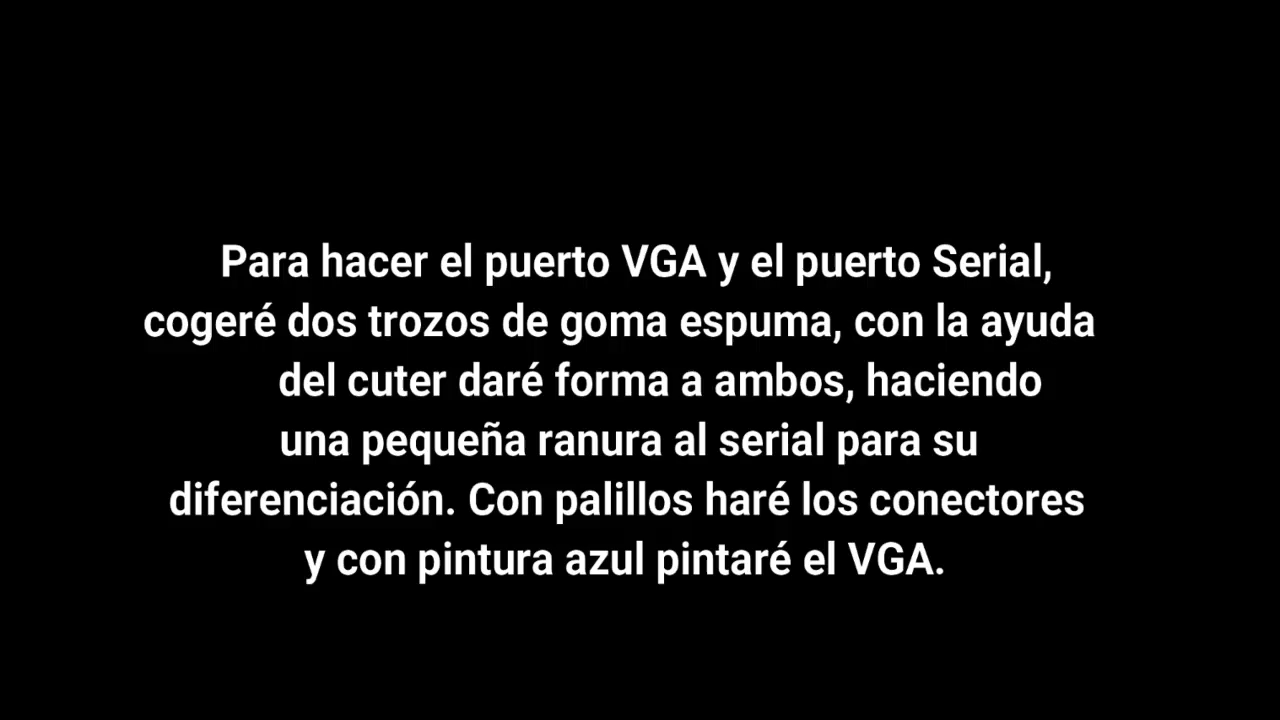 Para hacer el puerto VGA y el puerto Serial,
cogeré dos trozos de goma espuma, con la ayuda
del cuter daré forma a ambos, haciendo
una pequeña ranura al serial para su
diferenciación. Con palillos haré los conectores
y con pintura azul pintaré el VGA.